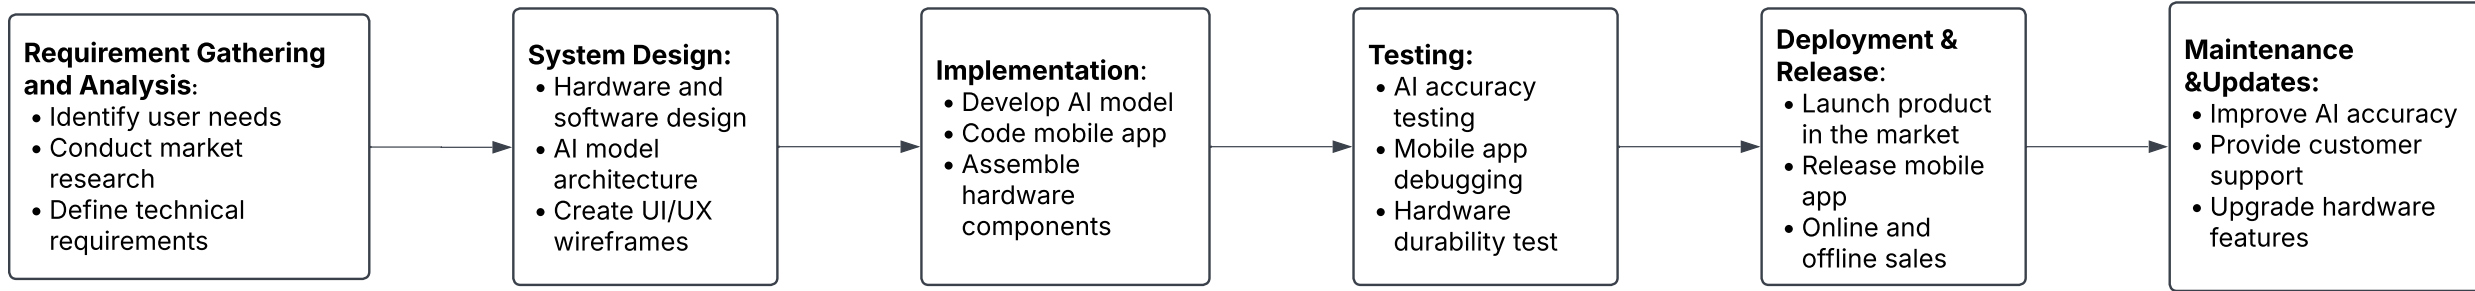 Requirement Gathering
and Analysis:
• Identify user needs
• Conduct market
research
• Define technical
requirements
System Design:
• Hardware and
software design
• AI model
architecture
• Create UI/UX
wireframes
Implementation:
• Develop AI model
• Code mobile app
• Assemble
hardware
components
Testing:
• AI accuracy
testing
• Mobile app
debugging
• Hardware
durability test
Deployment &
Release:
• Launch product
in the market
• Release mobile
app
• Online and
offline sales
Maintenance
&Updates:
• Improve AI accuracy
• Provide customer
support
• Upgrade hardware
features